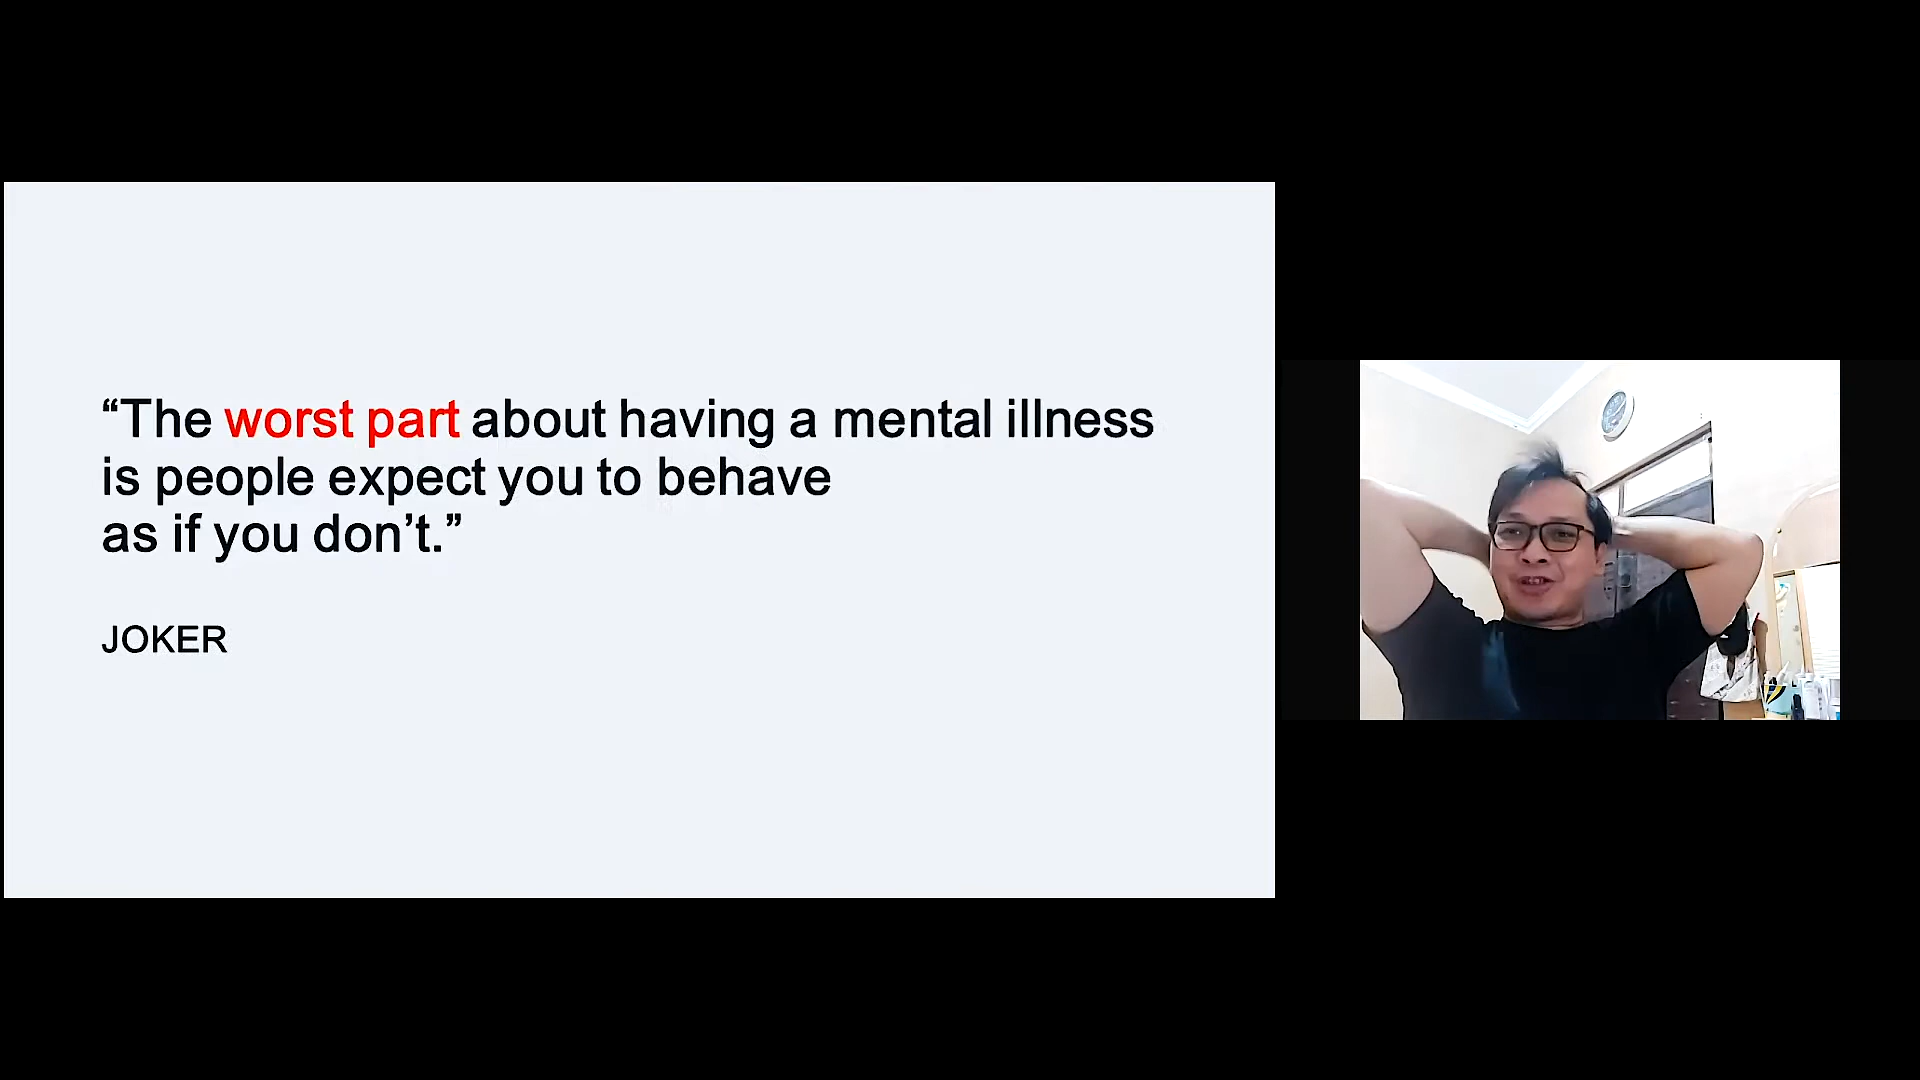 “The worst part about having a mental illness
is people expect you to behave
as if you don’t.”
JOKER